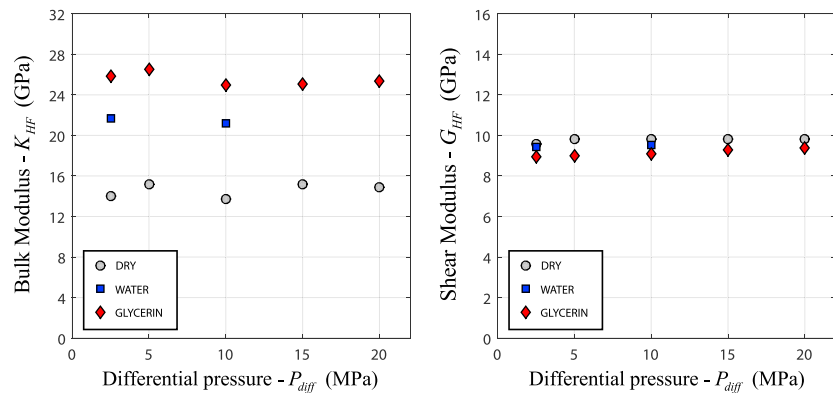 Bulk Modulus - K_HF (GPa)
32
28
24
20
16
12
8
4
0
DRY
WATER
GLYCERIN
0 5 10 15 20
Differential pressure - P_diff (MPa)
Shear Modulus - G_HF (GPa)
16
14
12
10
8
6
4
2
0
DRY
WATER
GLYCERIN
0 5 10 15 20
Differential pressure - P_diff (MPa)